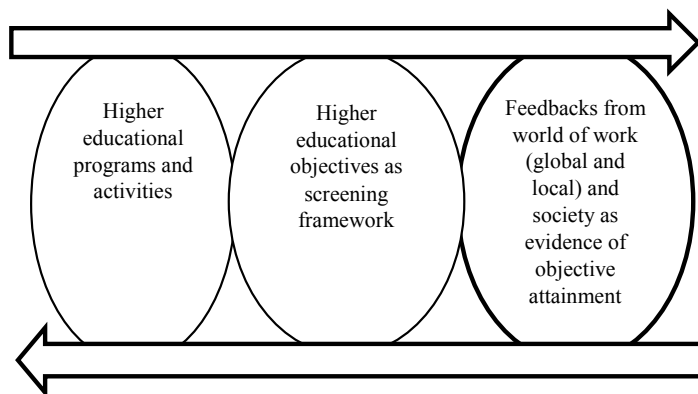 Higher
educational
programs and
activities
Higher
educational
objectives as
screening
framework
Feedbacks from
world of work
(global and
local) and
society as
evidence of
objective
attainment